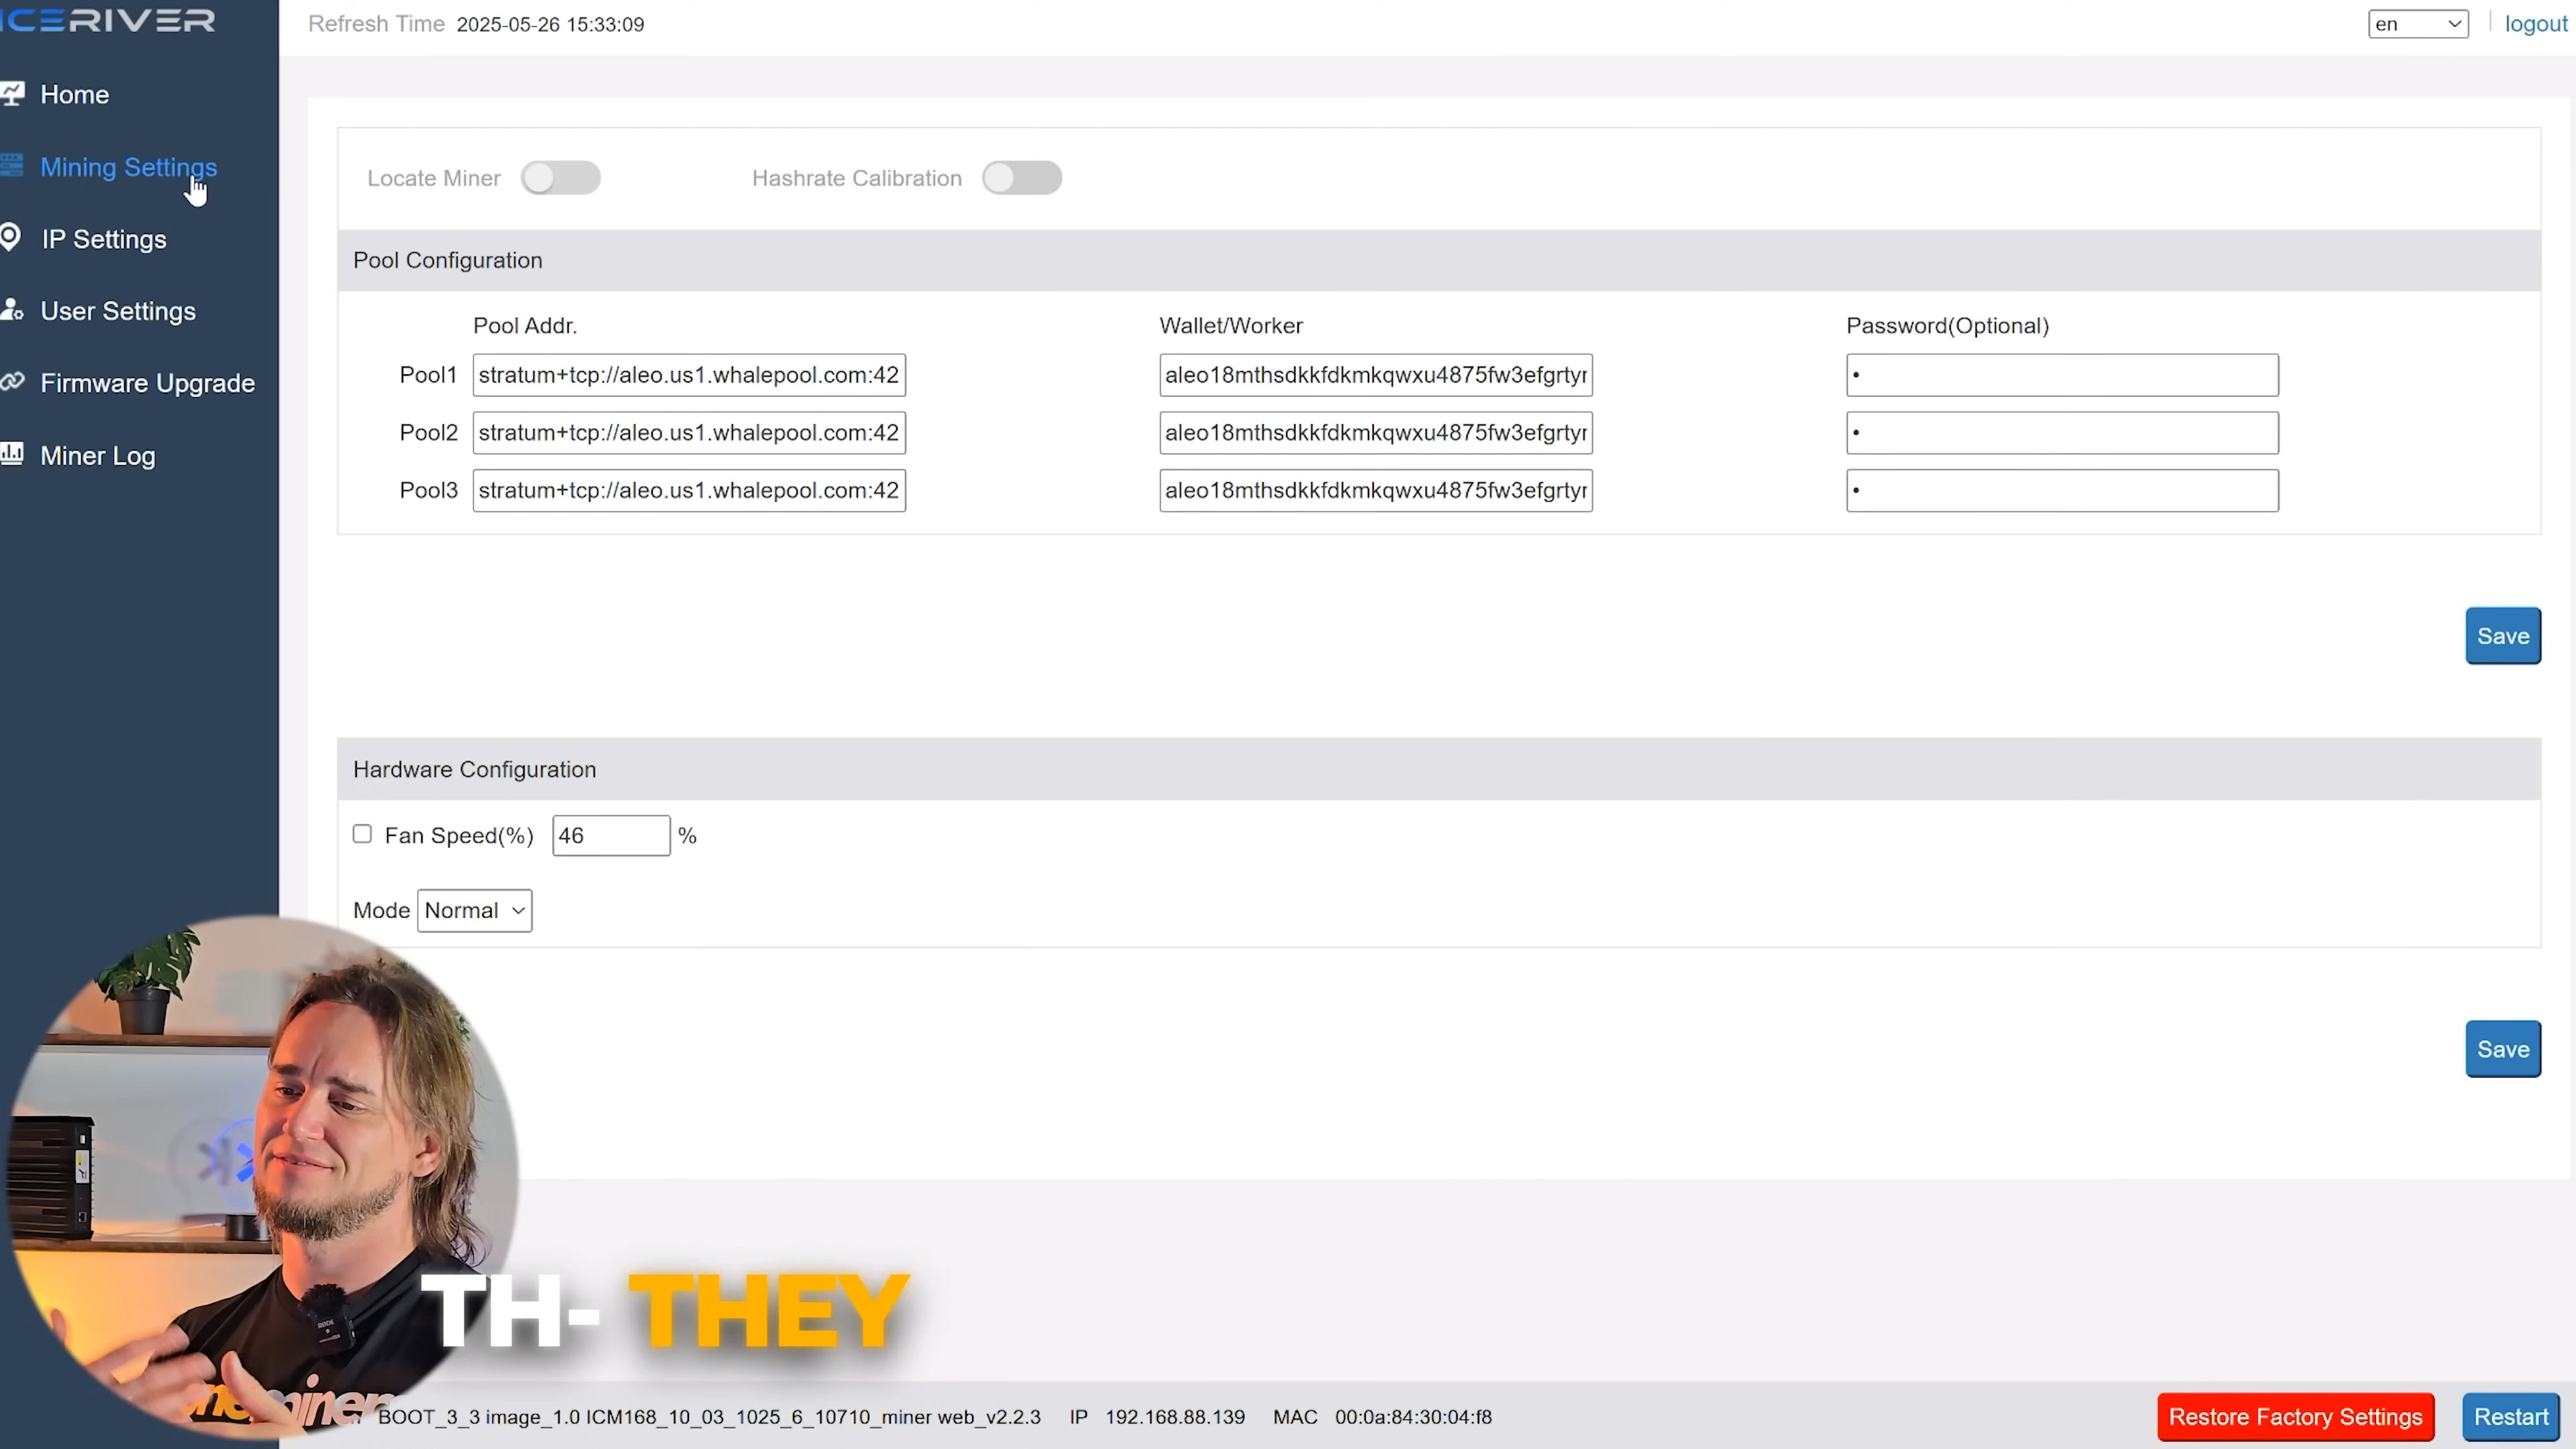 ICERIVER
Refresh Time 2025-05-26 15:33:09
en
logout
Home
Mining Settings
IP Settings
User Settings
Firmware Upgrade
Miner Log
Locate Miner
Hashrate Calibration
Pool Configuration
Pool Addr. Wallet/Worker Password(Optional)
Pool1 stratum+tcp://aleo.us1.whalepool.com:42 aleo18mthsdkkfdkmkqwxu4875fw3efgrtyr •
Pool2 stratum+tcp://aleo.us1.whalepool.com:42 aleo18mthsdkkfdkmkqwxu4875fw3efgrtyr •
Pool3 stratum+tcp://aleo.us1.whalepool.com:42 aleo18mthsdkkfdkmkqwxu4875fw3efgrtyr •
Save
Hardware Configuration
Fan Speed(%) 46 %
Mode Normal
Save
TH- THEY
BOOT_3_3 image_1.0 ICM168_10_03_1025_6_10710_miner web_v2.2.3 IP 192.168.88.139 MAC 00:0a:84:30:04:f8
Restore Factory Settings
Restart